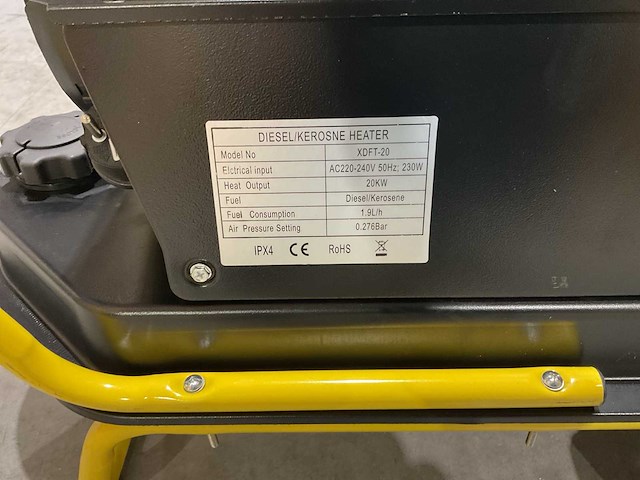 DIESEL/KEROSNE HEATER
Model No XDFT-20
Elctrical input AC220-240V 50Hz; 230W
Heat Output 20KW
Fuel Diesel/Kerosene
Fuel Consumption 1.9L/h
Air Pressure Setting 0.276Bar
IPX4 CE RoHS